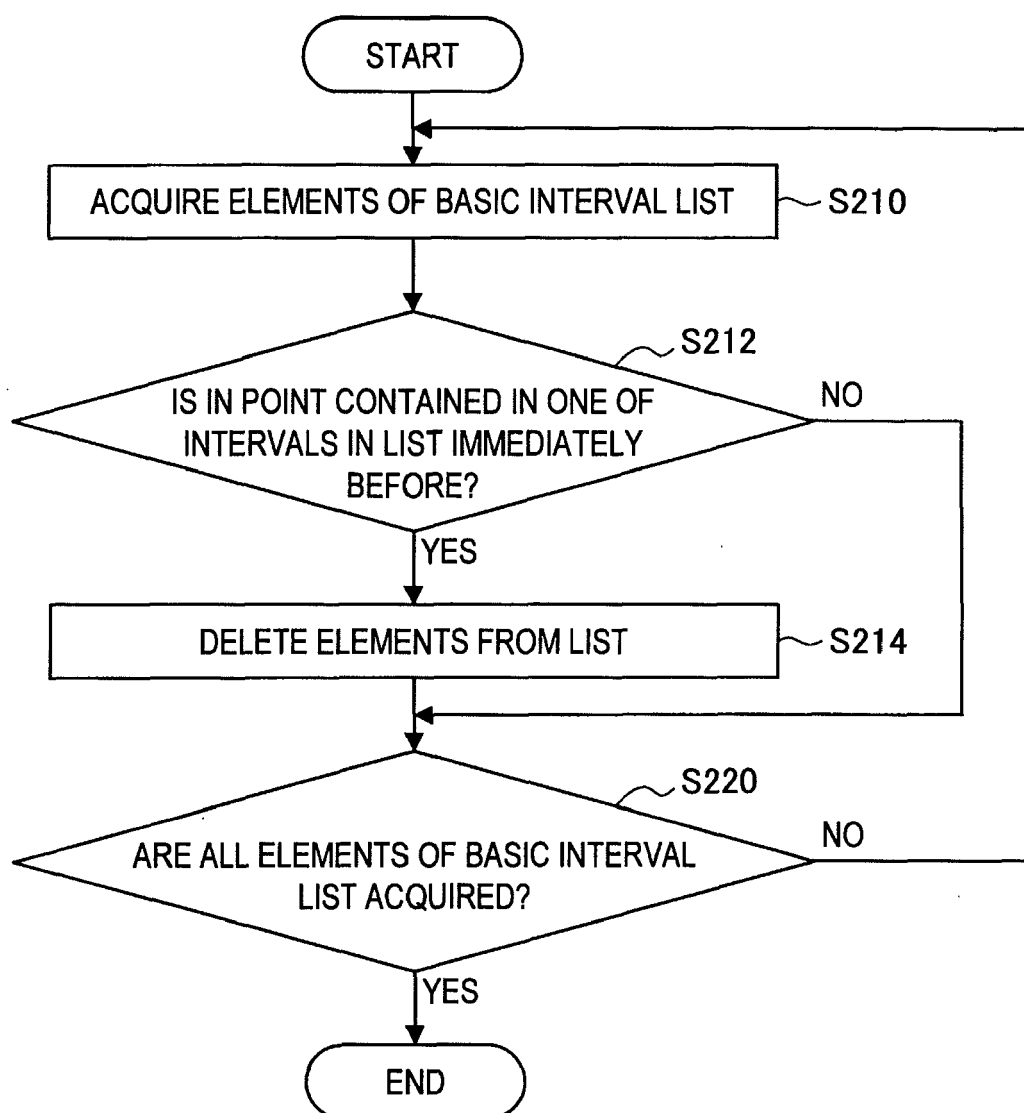 START
ACQUIRE ELEMENTS OF BASIC INTERVAL LIST
S210
S212
IS IN POINT CONTAINED IN ONE OF
INTERVALS IN LIST IMMEDIATELY
BEFORE?
NO
YES
DELETE ELEMENTS FROM LIST
S214
S220
ARE ALL ELEMENTS OF BASIC INTERVAL
LIST ACQUIRED?
NO
YES
END